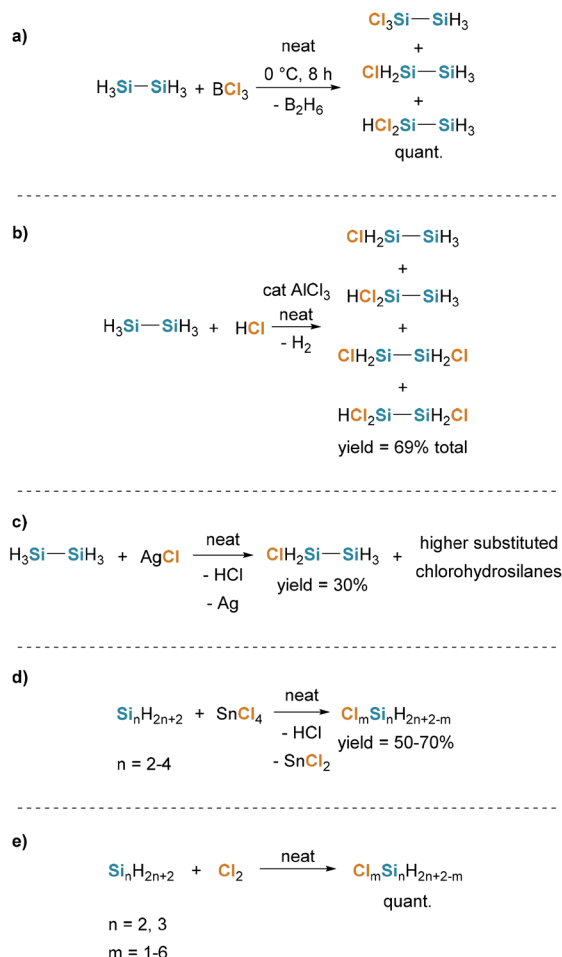 a)
H₃Si—SiH₃ + BCl₃
neat
0 °C, 8 h
- B₂H₆
Cl₃Si—SiH₃
+
ClH₂Si—SiH₃
+
HCl₂Si—SiH₃
quant.
b)
H₃Si—SiH₃ + HCl
cat AlCl₃
neat
- H₂
ClH₂Si—SiH₃
+
HCl₂Si—SiH₃
+
ClH₂Si—SiH₂Cl
+
HCl₂Si—SiH₂Cl
yield = 69% total
c)
H₃Si—SiH₃ + AgCl
neat
- HCl
- Ag
ClH₂Si—SiH₃ +
yield = 30%
higher substituted
chlorohydrosilanes
d)
SiₙH₂ₙ₊₂ + SnCl₄
n = 2-4
neat
- HCl
- SnCl₂
ClₘSiₙH₂ₙ₊₂₋ₘ
yield = 50-70%
e)
SiₙH₂ₙ₊₂ + Cl₂
neat
ClₘSiₙH₂ₙ₊₂₋ₘ
quant.
n = 2, 3
m = 1-6